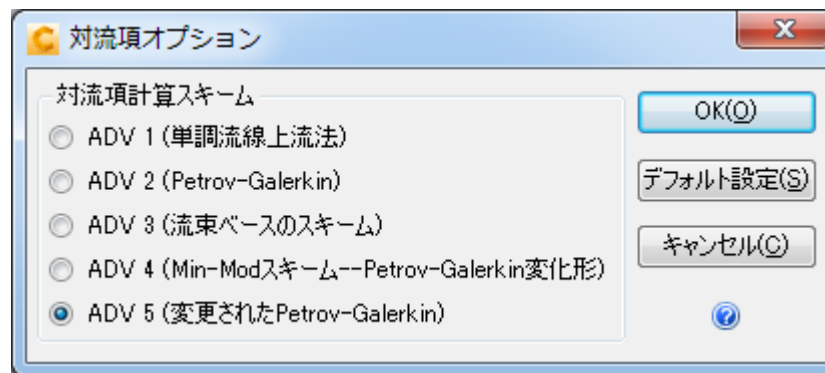 対流項オプション
対流項計算スキーム
ADV 1 (単調流線上流法)
ADV 2 (Petrov-Galerkin)
ADV 3 (流束ベースのスキーム)
ADV 4 (Min-Modスキーム--Petrov-Galerkin変化形)
ADV 5 (変更されたPetrov-Galerkin)
OK(O)
デフォルト設定(S)
キャンセル(C)